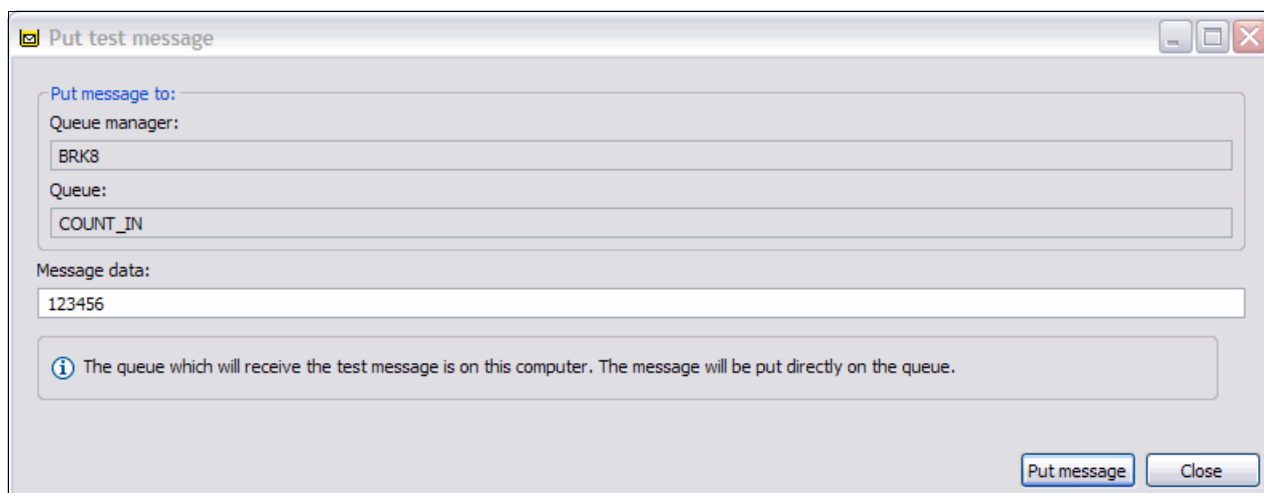 Put test message
Put message to:
Queue manager:
BRK8
Queue:
COUNT_IN
Message data:
123456
The queue which will receive the test message is on this computer. The message will be put directly on the queue.
Put message Close